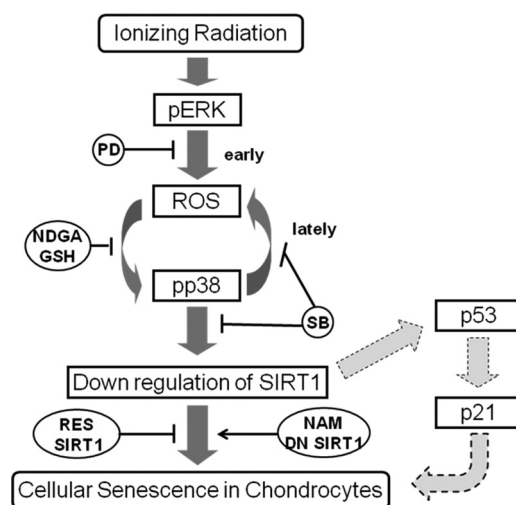 Ionizing Radiation
pERK
PD
early
ROS
NDGA
GSH
lately
pp38
SB
p53
Down regulation of SIRT1
p21
RES
SIRT1
NAM
DN SIRT1
Cellular Senescence in Chondrocytes